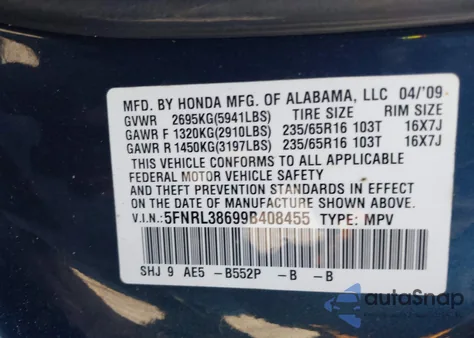 MFD. BY HONDA MFG. OF ALABAMA, LLC 04/'09
GVWR 2695KG(5941LBS) TIRE SIZE RIM SIZE
GAWR F 1320KG(2910LBS) 235/65R16 103T 16X7J
GAWR R 1450KG(3197LBS) 235/65R16 103T 16X7J
THIS VEHICLE CONFORMS TO ALL APPLICABLE
FEDERAL MOTOR VEHICLE SAFETY
STANDARDS IN EFFECT ON
THE DATE OF MANUFACTURE SHOWN ABOVE.
V.I.N.: 5FNRL38699B408455 TYPE: MPV
SHJ 9 AE5 -B552P -B -B
autoSnap